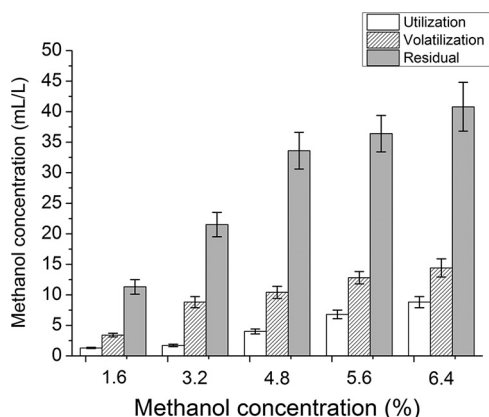 Utilization
Volatilization
Residual
Methanol concentration (mL/L)
50
45
40
35
30
25
20
15
10
5
0
1.6 3.2 4.8 5.6 6.4
Methanol concentration (%)